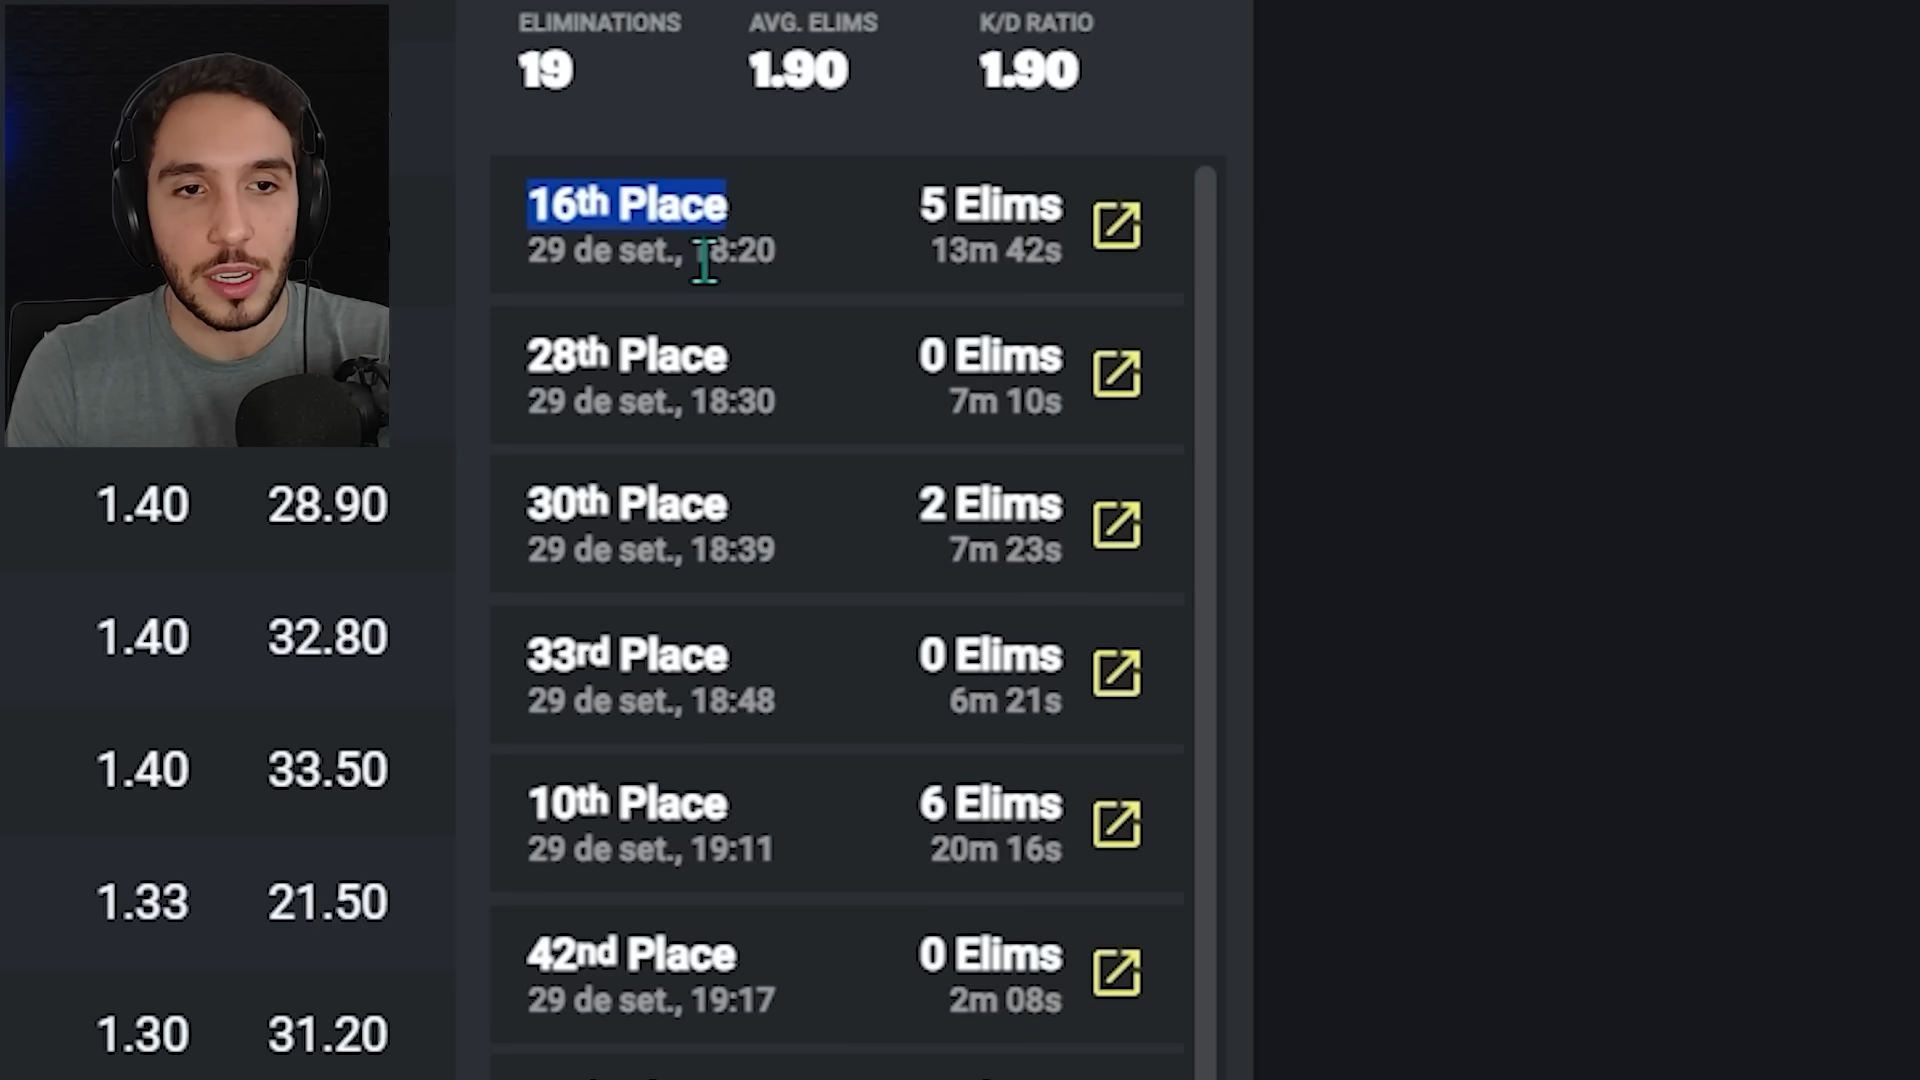 ELIMINATIONS AVG. ELIMS K/D RATIO
19 1.90 1.90
16th Place 5 Elims
29 de set., 18:20 13m 42s
28th Place 0 Elims
29 de set., 18:30 7m 10s
30th Place 2 Elims
29 de set., 18:39 7m 23s
33rd Place 0 Elims
29 de set., 18:48 6m 21s
10th Place 6 Elims
29 de set., 19:11 20m 16s
42nd Place 0 Elims
29 de set., 19:17 2m 08s
1.40 28.90
1.40 32.80
1.40 33.50
1.33 21.50
1.30 31.20